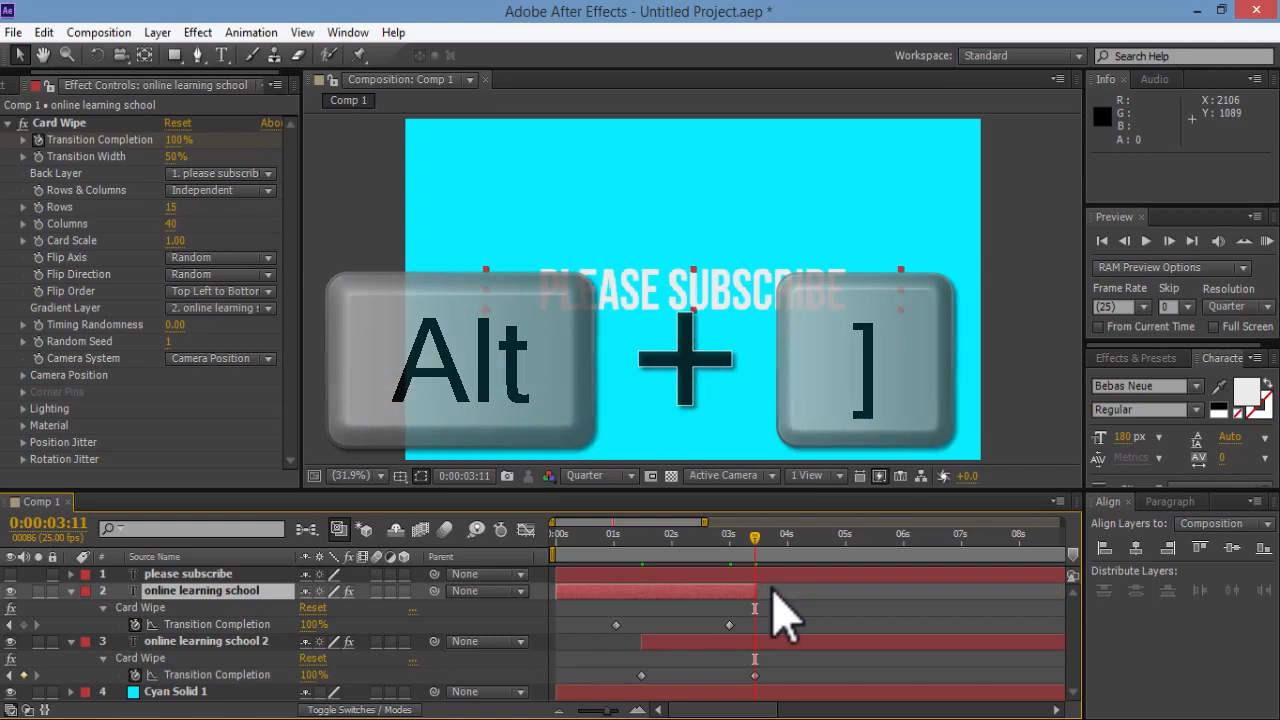 Adobe After Effects - Untitled Project.aep *
File Edit Composition Layer Effect Animation View Window Help
Workspace: Standard
Search Help
Effect Controls: online learning school
Comp 1 • online learning school
Card Wipe Reset Abo
Transition Completion 100%
Transition Width 50%
Back Layer 1. please subscrib
Rows & Columns Independent
Rows 15
Columns 40
Card Scale 1.00
Flip Axis Random
Flip Direction Random
Flip Order Top Left to Bottor
Gradient Layer 2. online learning :
Timing Randomness 0.00
Random Seed 1
Camera System Camera Position
Camera Position
Corner Pins
Lighting
Material
Position Jitter
Rotation Jitter
Composition: Comp 1
Comp 1
PLEASE SUBSCRIBE
Alt + ]
(31.9%) 0:00:03:11 Quarter Active Camera 1 View +0.0
Info Audio
R: X: 2106
G: Y: 1089
B:
A: 0
Preview
RAM Preview Options
Frame Rate Skip Resolution
(25) 0 Quarter
From Current Time Full Screen
Effects & Presets Characte
Bebas Neue
Regular
180 px Auto
Metrics 0
Comp 1
0:00:03:11
00086 (25.00 fps)
:00s 01s 02s 03s 04s 05s 06s 07s 08s
# Source Name Parent
1 T please subscribe None
2 T online learning school fx None
fx Card Wipe Reset ...
Transition Completion 100%
3 T online learning school 2 fx None
fx Card Wipe Reset ...
Transition Completion 100%
4 Cyan Solid 1 None
Toggle Switches / Modes
Align Paragraph
Align Layers to: Composition
Distribute Layers: